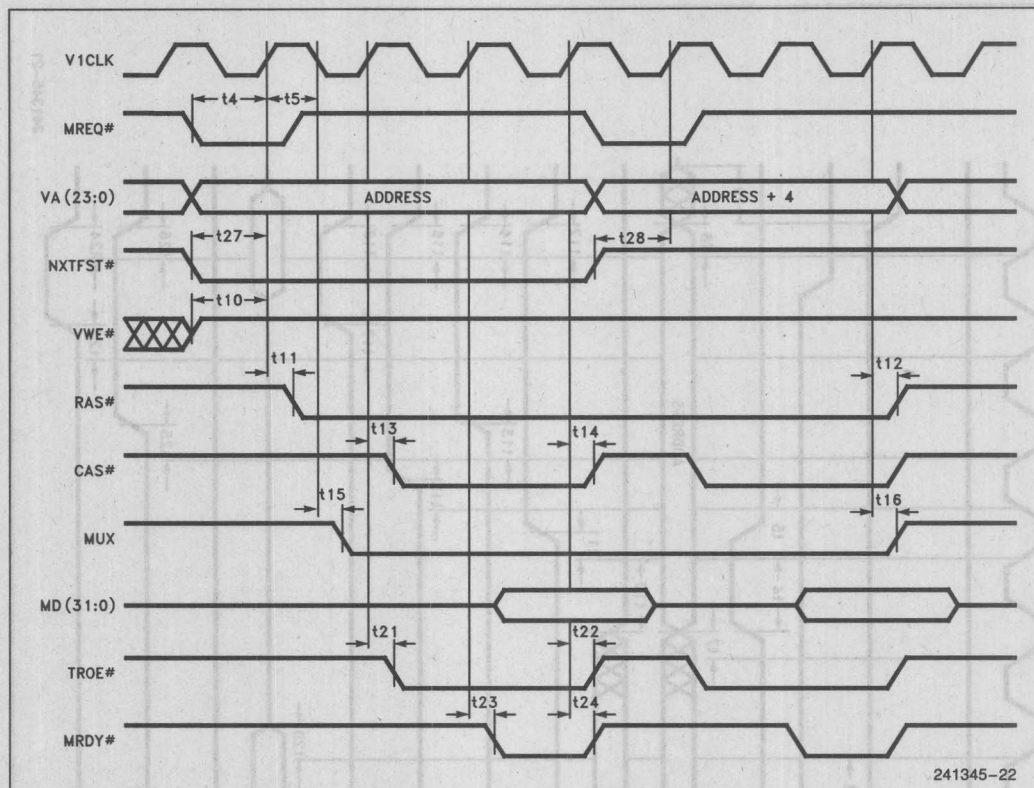 V1CLK
t4 t5
MREQ#
VA (23:0) ADDRESS ADDRESS + 4
t27 t28
NXTFST#
t10
VWE#
t11 t12
RAS#
t13 t14
CAS#
t15 t16
MUX
MD (31:0)
t21 t22
TROE#
t23 t24
MRDY#
241345-22